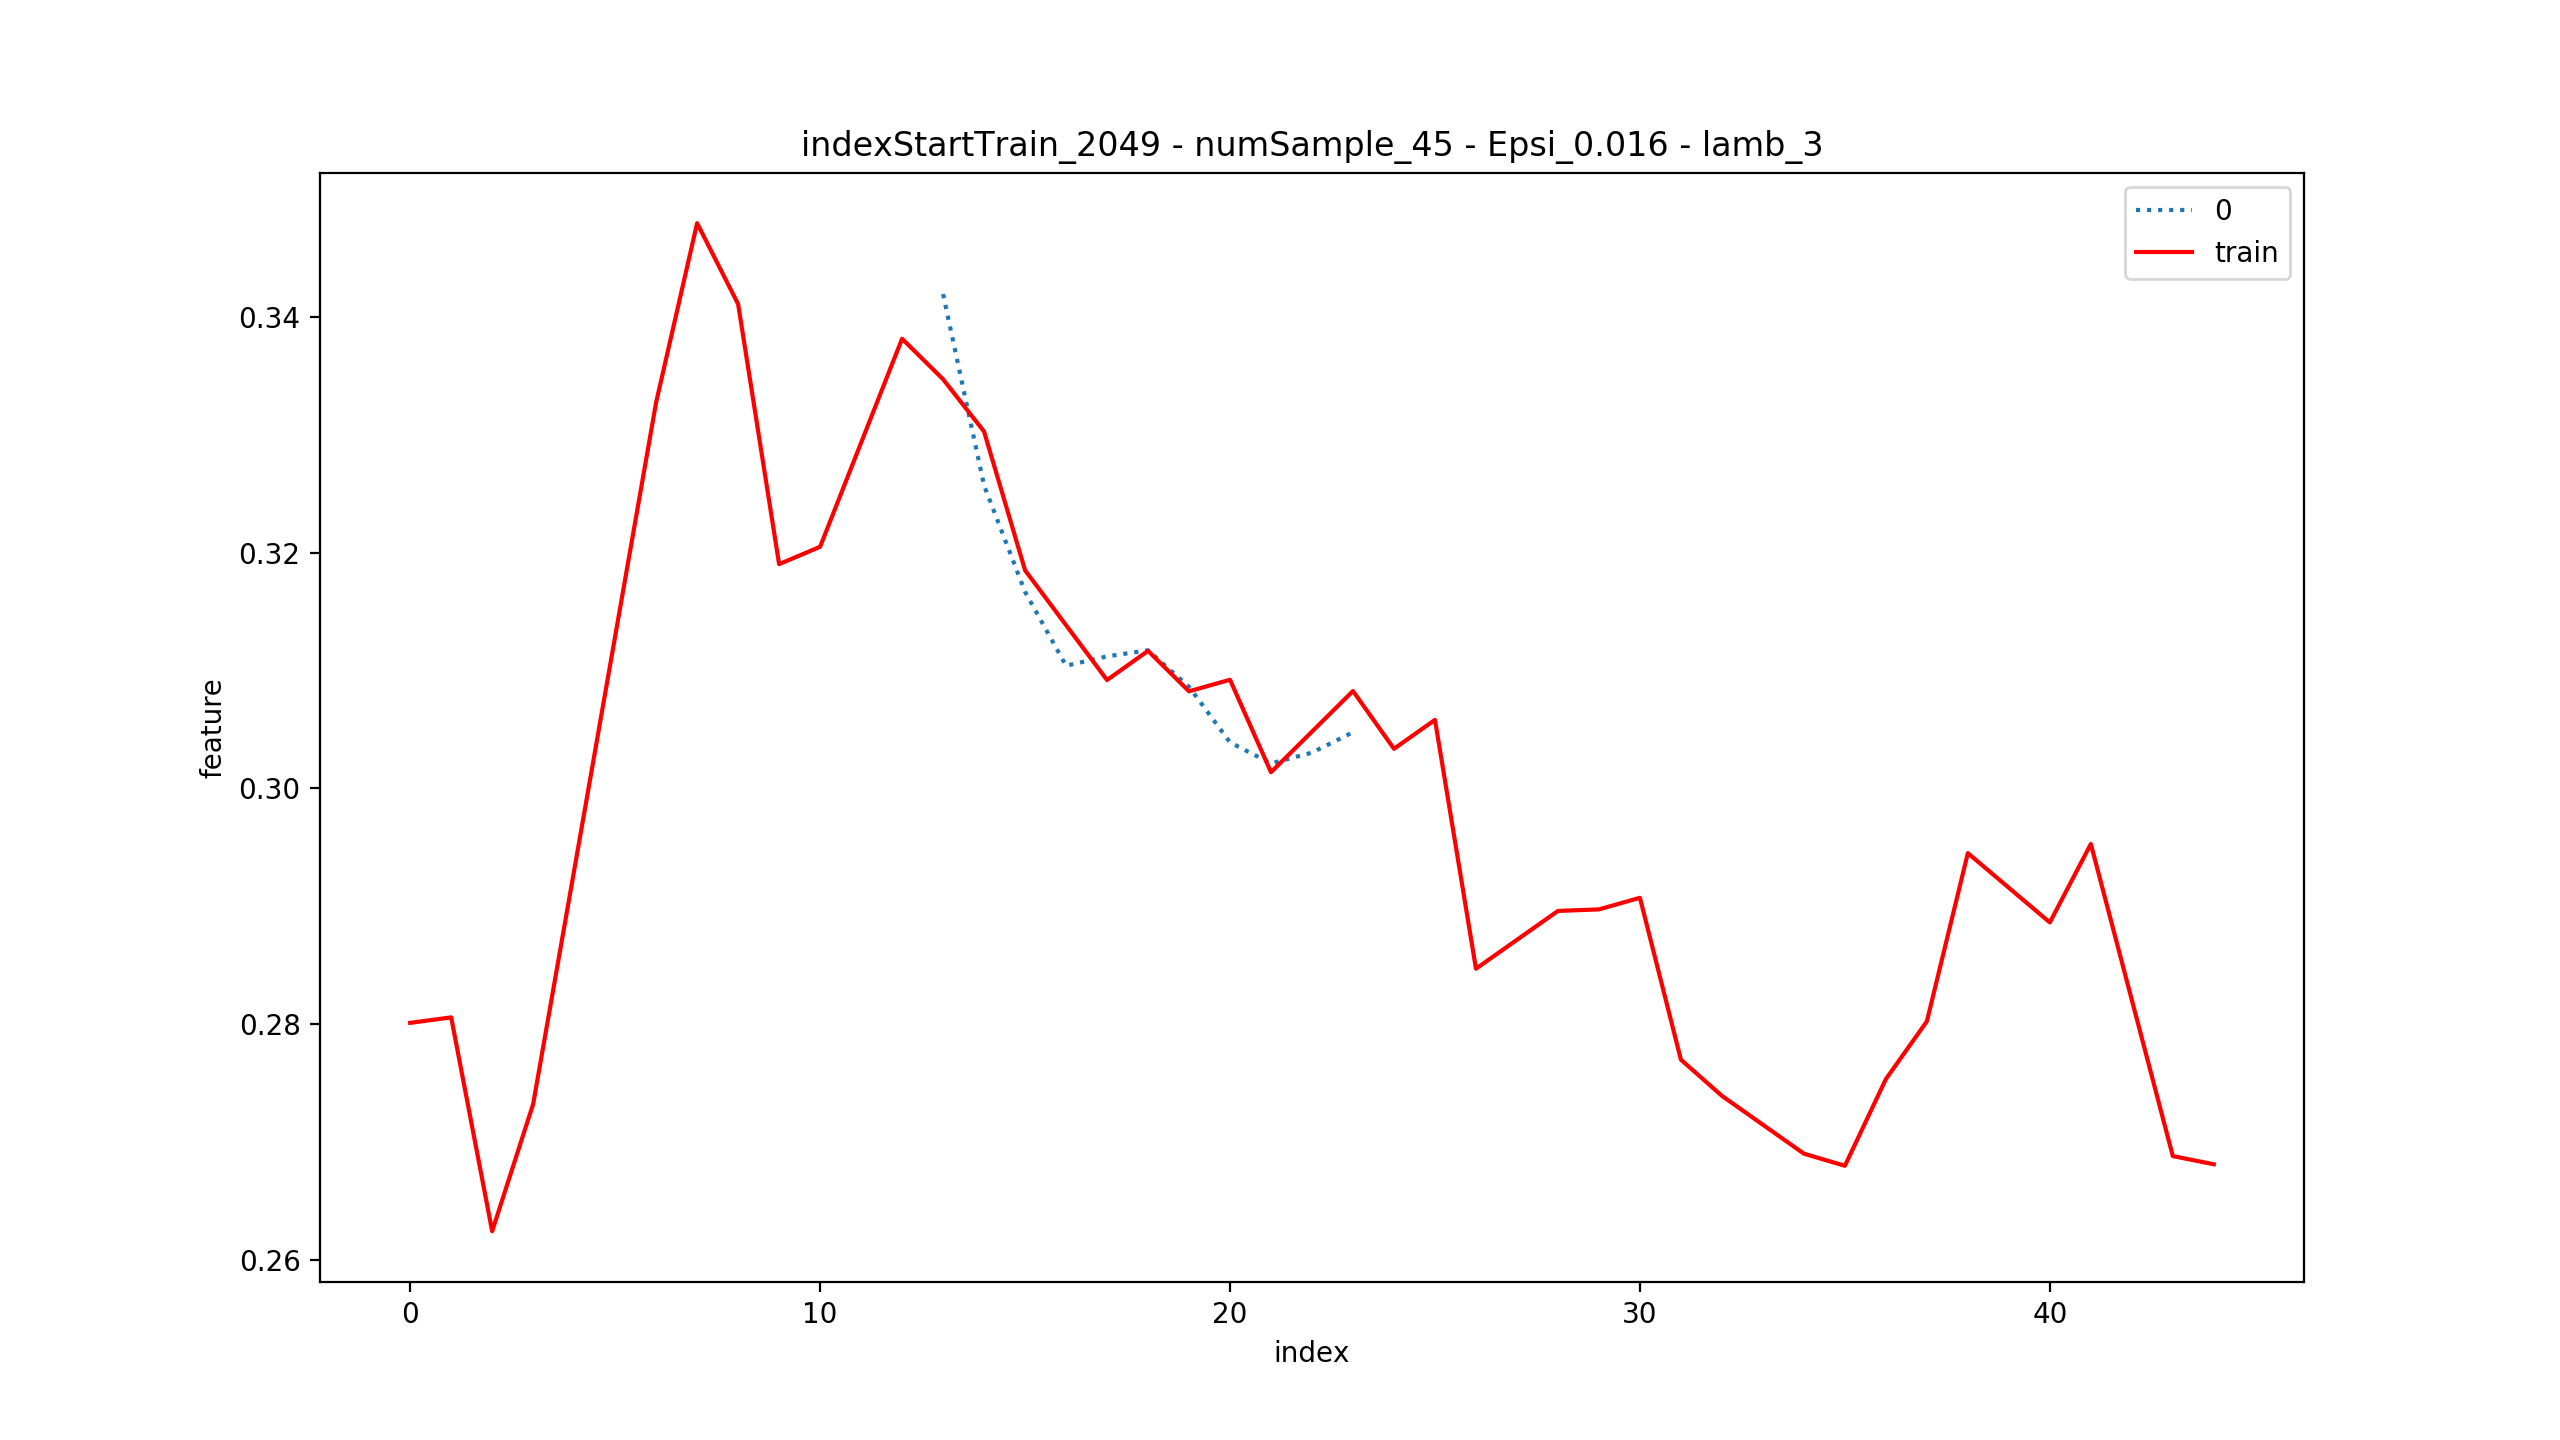 indexStartTrain_2049 - numSample_45 - Epsi_0.016 - lamb_3
0
train
0.34
0.32
0.30
0.28
0.26
feature
0 10 20 30 40
index